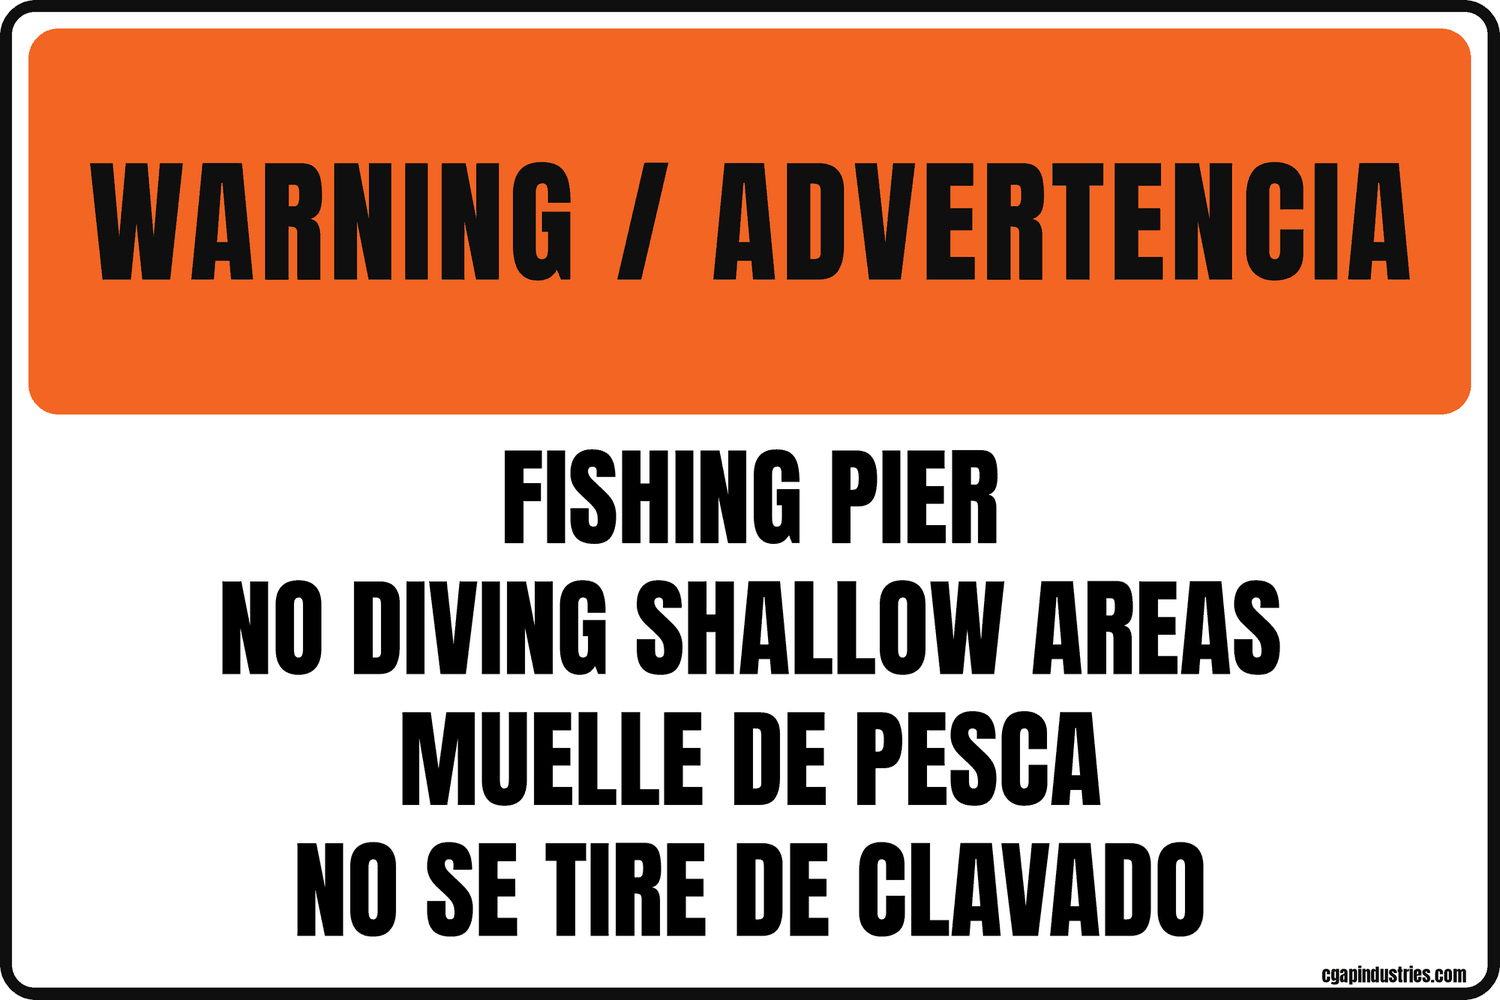 WARNING / ADVERTENCIA
FISHING PIER
NO DIVING SHALLOW AREAS
MUELLE DE PESCA
NO SE TIRE DE CLAVADO
cgapindustries.com